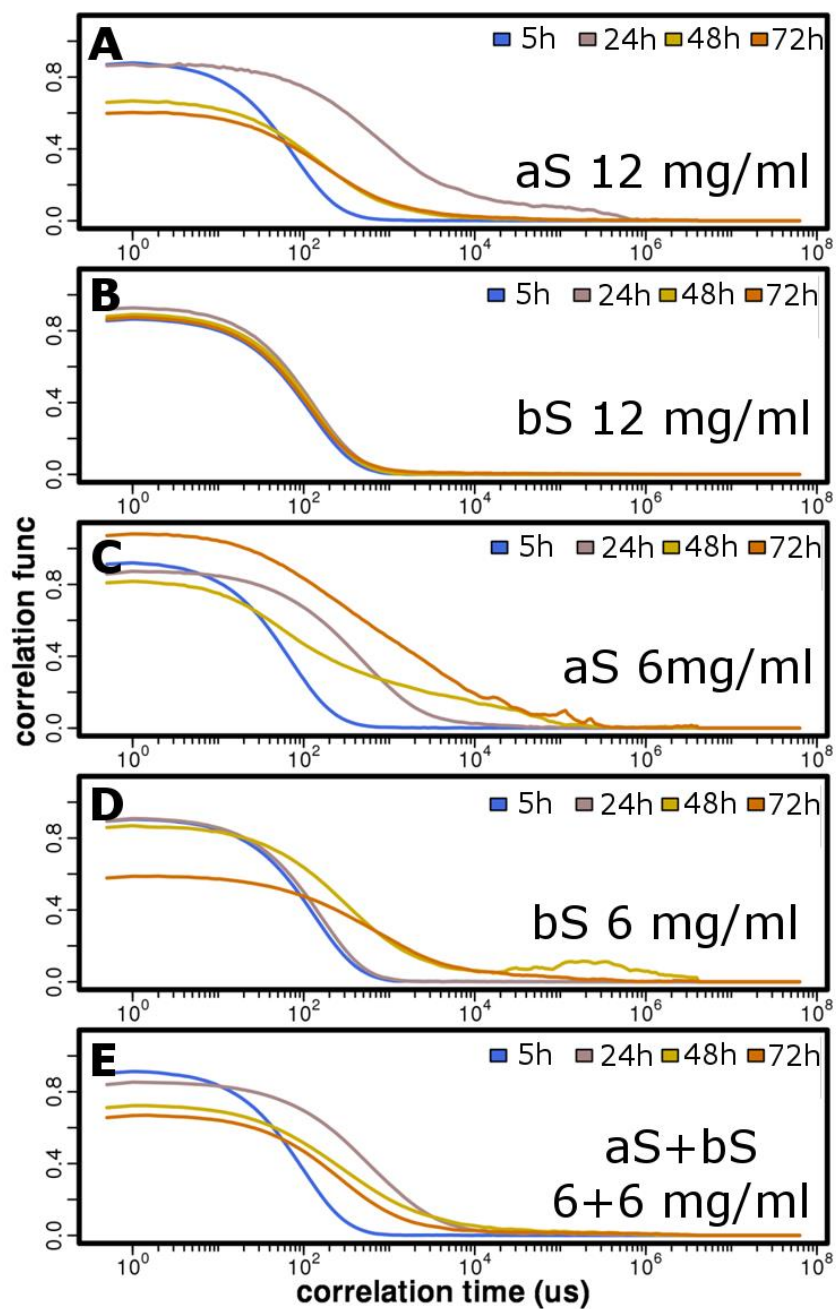 A
5h 24h 48h 72h
0.8
0.4
0.0
aS 12 mg/ml
10^0 10^2 10^4 10^6 10^8
B
5h 24h 48h 72h
0.8
0.4
0.0
bS 12 mg/ml
10^0 10^2 10^4 10^6 10^8
correlation func
C
5h 24h 48h 72h
0.8
0.4
0.0
aS 6mg/ml
10^0 10^2 10^4 10^6 10^8
D
5h 24h 48h 72h
0.8
0.4
0.0
bS 6 mg/ml
10^0 10^2 10^4 10^6 10^8
E
5h 24h 48h 72h
0.8
0.4
0.0
aS+bS
6+6 mg/ml
10^0 10^2 10^4 10^6 10^8
correlation time (us)